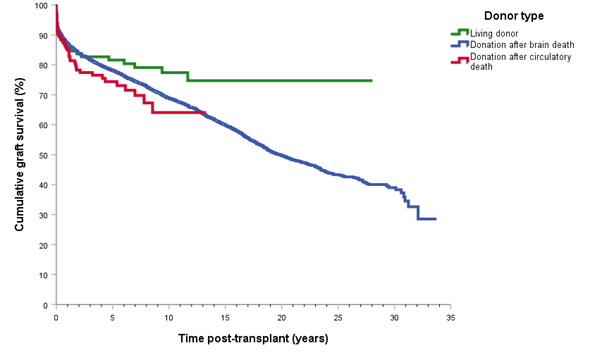 Donor type
Living donor
Donation after brain death
Donation after circulatory
death
Cumulative graft survival (%)
100
90
80
70
60
50
40
30
20
10
0
0
5
10
15
20
25
30
35
Time post-transplant (years)